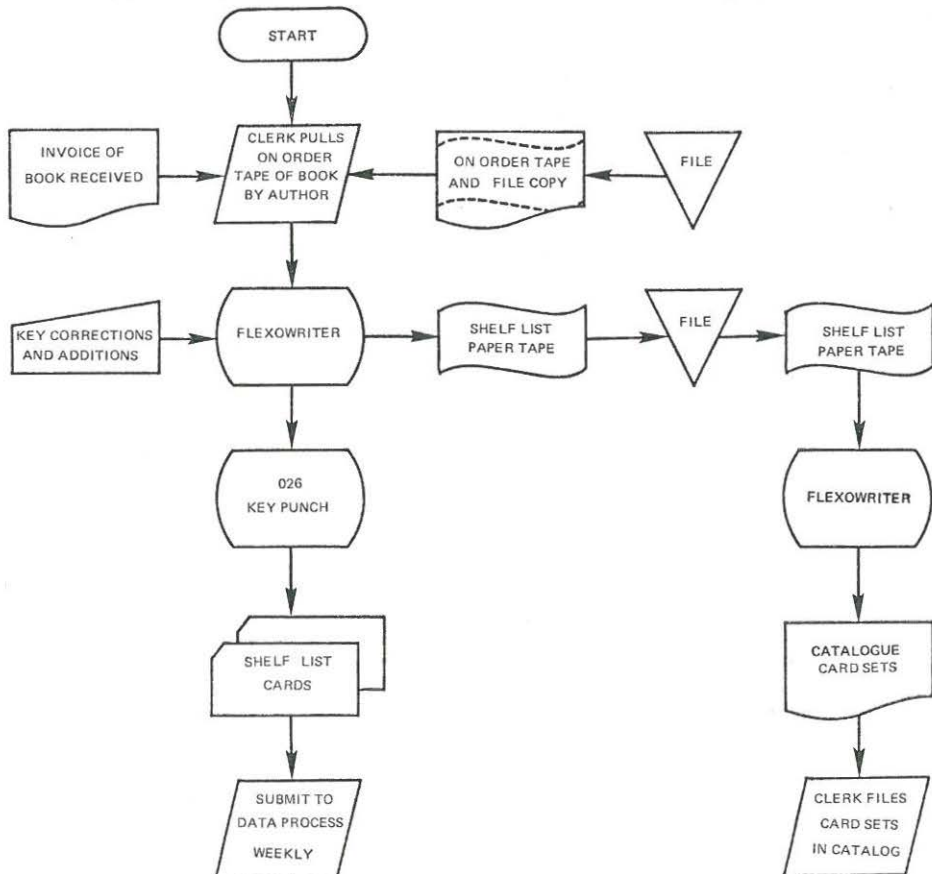 START
INVOICE OF
BOOK RECEIVED
CLERK PULLS
ON ORDER
TAPE OF BOOK
BY AUTHOR
ON ORDER TAPE
AND FILE COPY
FILE
KEY CORRECTIONS
AND ADDITIONS
FLEXOWRITER
SHELF LIST
PAPER TAPE
FILE
SHELF LIST
PAPER TAPE
026
KEY PUNCH
FLEXOWRITER
SHELF LIST
CARDS
CATALOGUE
CARD SETS
SUBMIT TO
DATA PROCESS
WEEKLY
CLERK FILES
CARD SETS
IN CATALOG